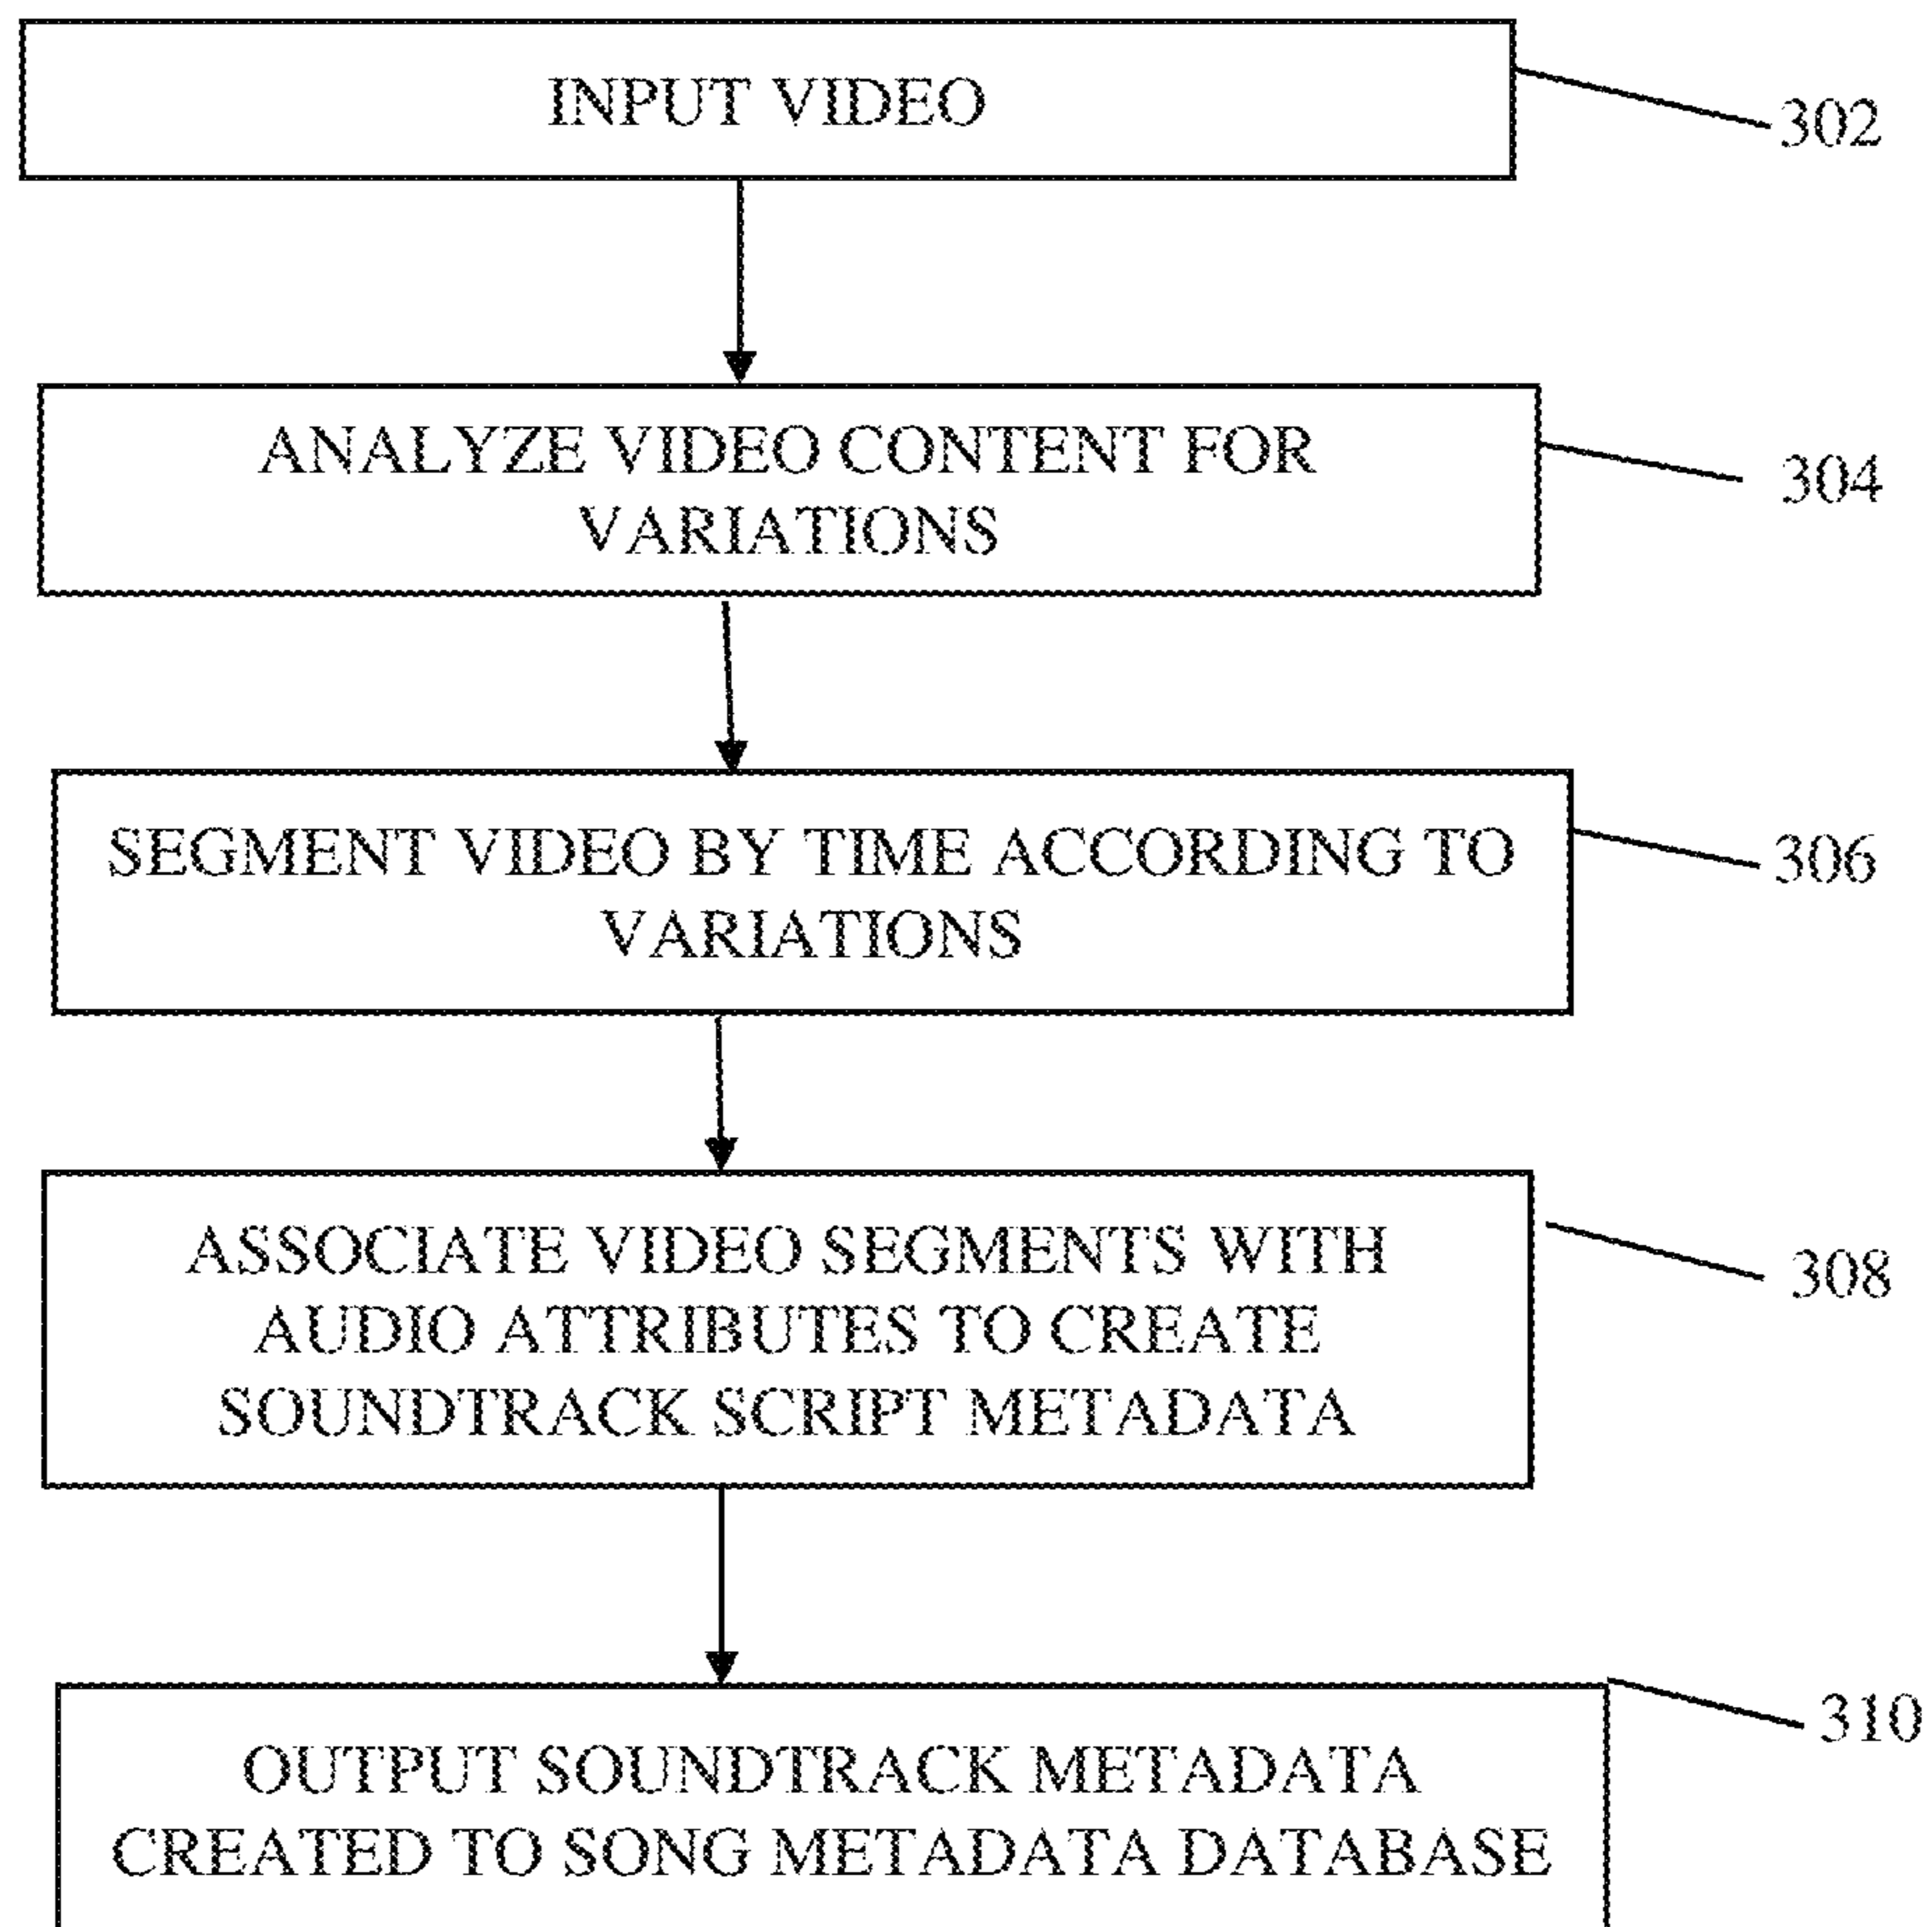 INPUT VIDEO
302
ANALYZE VIDEO CONTENT FOR
VARIATIONS
304
SEGMENT VIDEO BY TIME ACCORDING TO
VARIATIONS
306
ASSOCIATE VIDEO SEGMENTS WITH
AUDIO ATTRIBUTES TO CREATE
SOUNDTRACK SCRIPT METADATA
308
OUTPUT SOUNDTRACK METADATA
CREATED TO SONG METADATA DATABASE
310